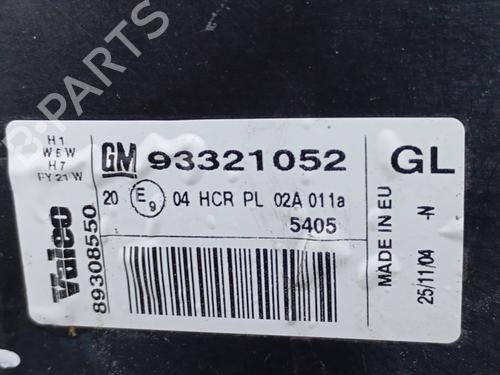 B-PARTS
H1
W5W
H7
PY21W
GM 93321052 GL
20 E9 04 HCR PL 02A 011a
5405
Valeo
89308550
MADE IN EU
25/11/04 -N